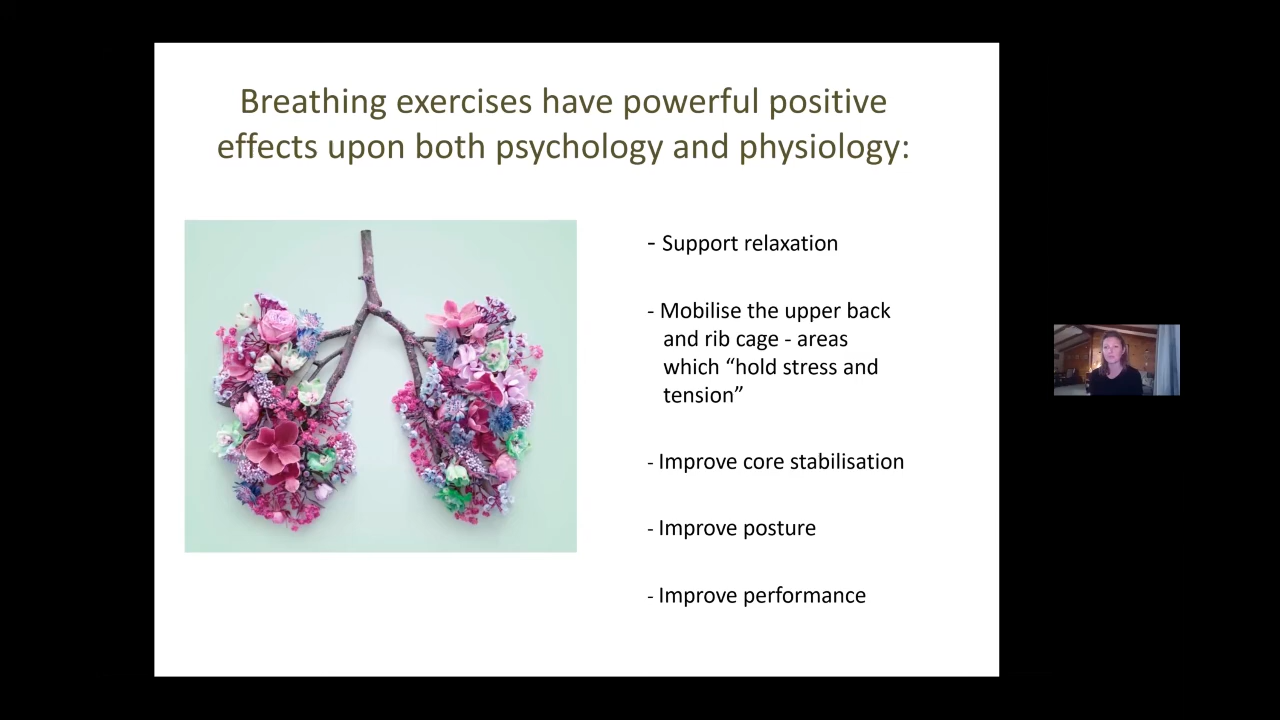 Breathing exercises have powerful positive
effects upon both psychology and physiology:
- Support relaxation
- Mobilise the upper back
and rib cage - areas
which “hold stress and
tension”
- Improve core stabilisation
- Improve posture
- Improve performance